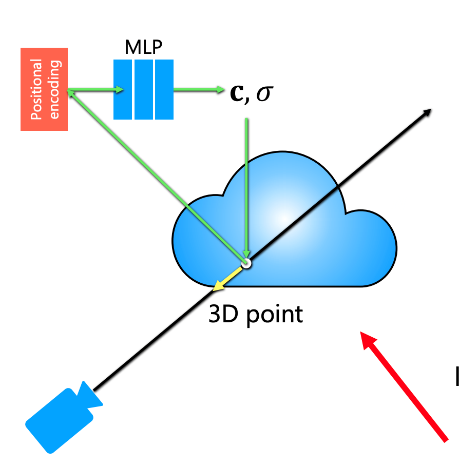 MLP
Positional
encoding
c, σ
3D point